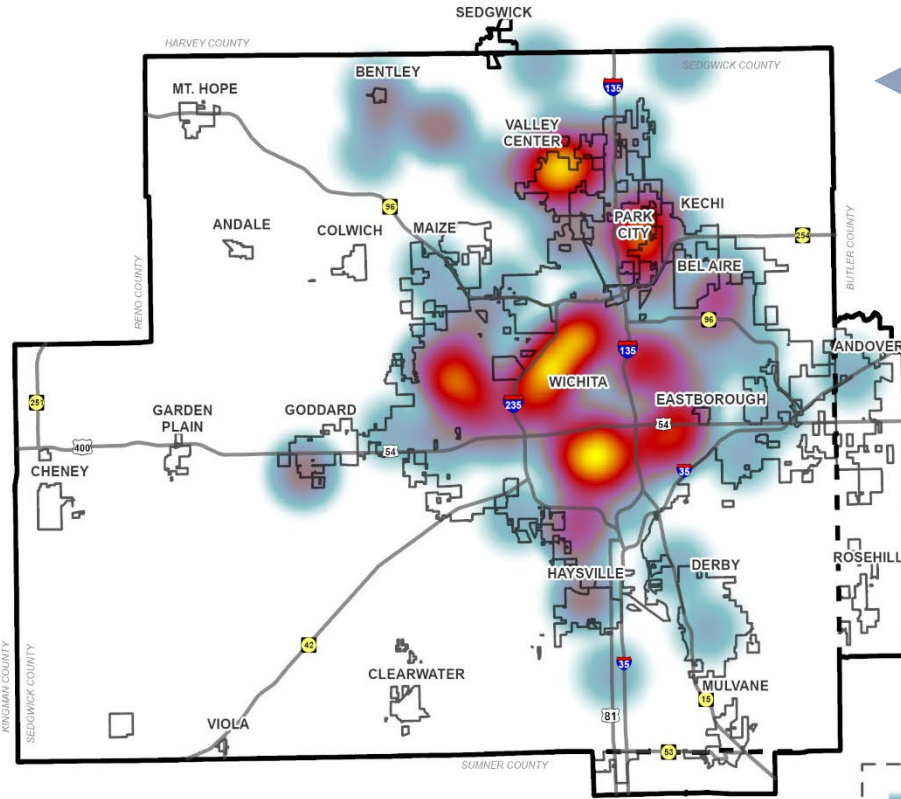 SEDGWICK
HARVEY COUNTY
SEDGWICK COUNTY
BENTLEY
135
MT. HOPE
VALLEY
CENTER
96
KECHI
PARK
CITY
ANDALE
COLWICH
MAIZE
254
BEL AIRE
BUTLER COUNTY
RENO COUNTY
96
135
ANDOVER
WICHITA
251
235
EASTBOROUGH
GARDEN
PLAIN
GODDARD
54
400
54
CHENEY
35
HAYSVILLE
DERBY
ROSEHILL
KINGMAN COUNTY
SEDGWICK COUNTY
42
35
CLEARWATER
MULVANE
15
VIOLA
81
53
SUMNER COUNTY